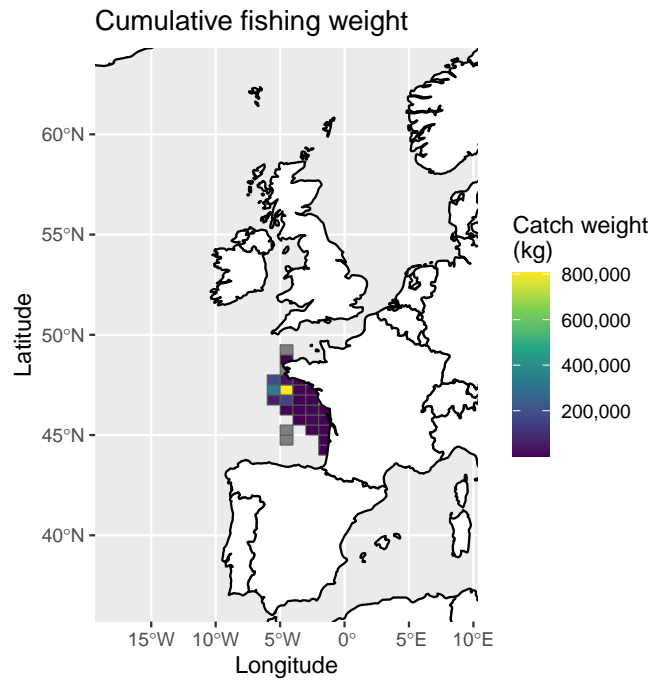 Cumulative fishing weight
60°N
55°N
50°N
45°N
40°N
Latitude
15°W
10°W
5°W
0°
5°E
10°E
Longitude
Catch weight
(kg)
800,000
600,000
400,000
200,000